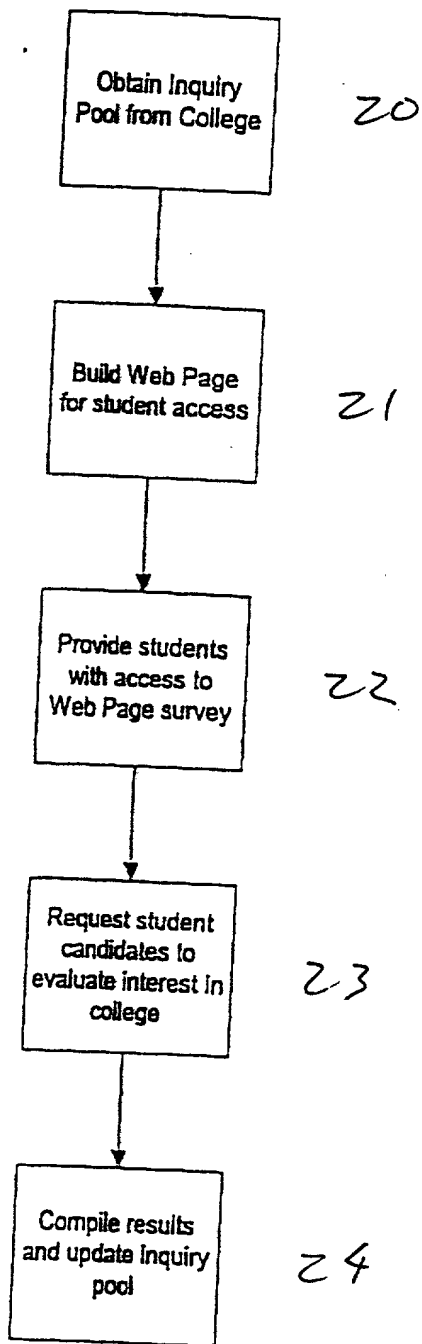 Obtain Inquiry
Pool from College
20
Build Web Page
for student access
21
Provide students
with access to
Web Page survey
22
Request student
candidates to
evaluate interest in
college
23
Compile results
and update inquiry
pool
24